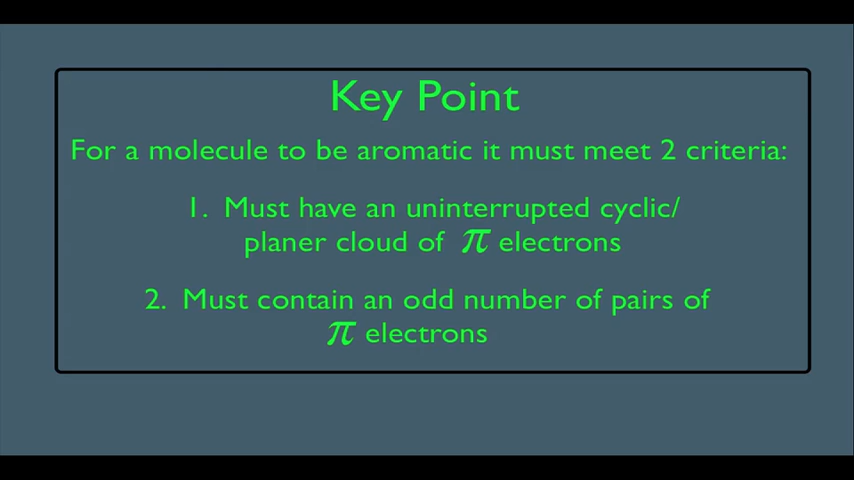 Key Point
For a molecule to be aromatic it must meet 2 criteria:
1. Must have an uninterrupted cyclic/
planer cloud of π electrons
2. Must contain an odd number of pairs of
π electrons